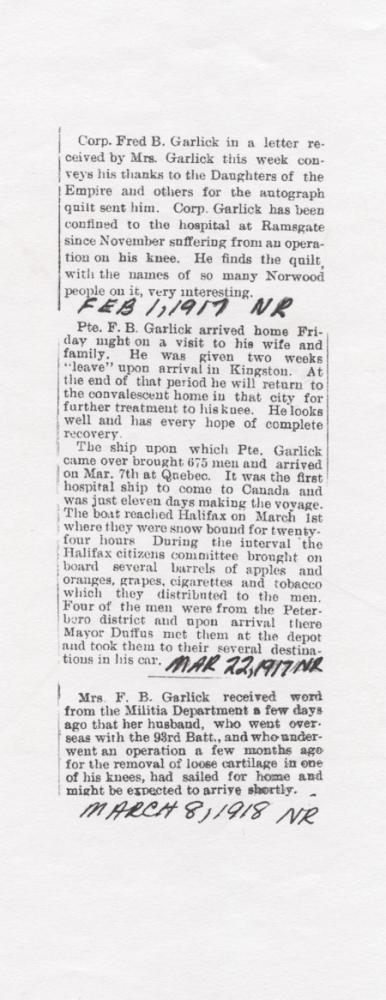 Corp. Fred B. Garlick in a letter re-
ceived by Mrs. Garlick this week con-
veys his thanks to the Daughters of the
Empire and others for the autograph
quilt sent him. Corp. Garlick has been
confined to the hospital at Ramsgate
since November suffering from an opera-
tion on his knee. He finds the quilt,
with the names of so many Norwood
people on it, very interesting.
FEB 1, 1917 NR
Pte. F. B. Garlick arrived home Fri-
day night on a visit to his wife and
family. He was given two weeks
"leave" upon arrival in Kingston. At
the end of that period he will return to
the convalescent home in that city for
further treatment to his knee. He looks
well and has every hope of complete
recovery.
The ship upon which Pte. Garlick
came over brought 675 men and arrived
on Mar. 7th at Quebec. It was the first
hospital ship to come to Canada and
was just eleven days making the voyage.
The boat reached Halifax on March 1st
where they were snow bound for twenty-
four hours During the interval the
Halifax citizens committee brought on
board several barrels of apples and
oranges, grapes, cigarettes and tobacco
which they distributed to the men.
Four of the men were from the Peter-
boro district and upon arrival there
Mayor Duffus met them at the depot
and took them to their several destina-
tions in his car. MAR 22, 1917 NR
Mrs. F. B. Garlick received word
from the Militia Department a few days
ago that her husband, who went over-
seas with the 93rd Batt., and who under-
went an operation a few months ago
for the removal of loose cartilage in one
of his knees, had sailed for home and
might be expected to arrive shortly.
MARCH 8, 1918 NR